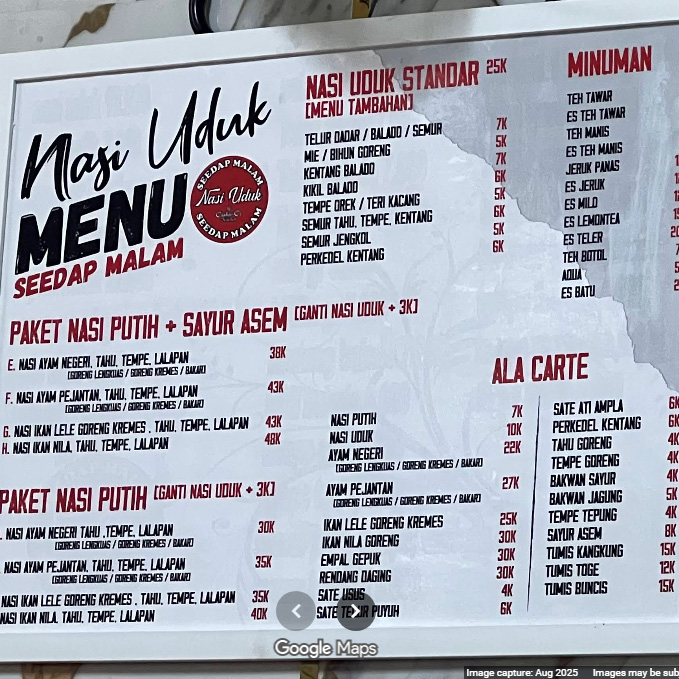 Nasi Uduk
MENU
SEEDAP MALAM
SEEDAP MALAM
Nasi Uduk
SEEDAP MALAM
NASI UDUK STANDAR 25K
[MENU TAMBAHAN]
TELUR DADAR / BALADO / SEMUR 7K
MIE / BIHUN GORENG 5K
KENTANG BALADO 7K
KIKIL BALADO 6K
TEMPE OREK / TERI KACANG 5K
SEMUR TAHU, TEMPE, KENTANG 6K
SEMUR JENGKOL 5K
PERKEDEL KENTANG 6K
MINUMAN
TEH TAWAR
ES TEH TAWAR
TEH MANIS
ES TEH MANIS
JERUK PANAS
ES JERUK
ES MILO
ES LEMONTEA
ES TELER
TEH BOTOL
AQUA
ES BATU
PAKET NASI PUTIH + SAYUR ASEM [GANTI NASI UDUK + 3K]
E. NASI AYAM NEGERI, TAHU, TEMPE, LALAPAN 38K
[GORENG LENGKUAS / GORENG KREMES / BAKAR]
F. NASI AYAM PEJANTAN, TAHU, TEMPE, LALAPAN 43K
[GORENG LENGKUAS / GORENG KREMES / BAKAR]
G. NASI IKAN LELE GORENG KREMES , TAHU, TEMPE, LALAPAN 43K
H. NASI IKAN NILA, TAHU, TEMPE, LALAPAN 48K
PAKET NASI PUTIH [GANTI NASI UDUK + 3K]
. NASI AYAM NEGERI TAHU ,TEMPE, LALAPAN 30K
[GORENG LENGKUAS / GORENG KREMES / BAKAR]
. NASI AYAM PEJANTAN, TAHU, TEMPE, LALAPAN 35K
[GORENG LENGKUAS / GORENG KREMES / BAKAR]
NASI IKAN LELE GORENG KREMES , TAHU, TEMPE, LALAPAN 35K
NASI IKAN NILA, TAHU, TEMPE, LALAPAN 40K
ALA CARTE
NASI PUTIH 7K
NASI UDUK 10K
AYAM NEGERI 22K
[GORENG LENGKUAS / GORENG KREMES / BAKAR]
AYAM PEJANTAN 27K
[GORENG LENGKUAS / GORENG KREMES / BAKAR]
IKAN LELE GORENG KREMES 25K
IKAN NILA GORENG 30K
EMPAL GEPUK 30K
RENDANG DAGING 30K
SATE USUS 4K
SATE TELUR PUYUH 6K
SATE ATI AMPLA 6K
PERKEDEL KENTANG 6K
TAHU GORENG 4K
TEMPE GORENG 4K
BAKWAN SAYUR 4K
BAKWAN JAGUNG 5K
TEMPE TEPUNG 4K
SAYUR ASEM 8K
TUMIS KANGKUNG 15K
TUMIS TOGE 12K
TUMIS BUNCIS 15K
Google Maps
Image capture: Aug 2025 Images may be sub